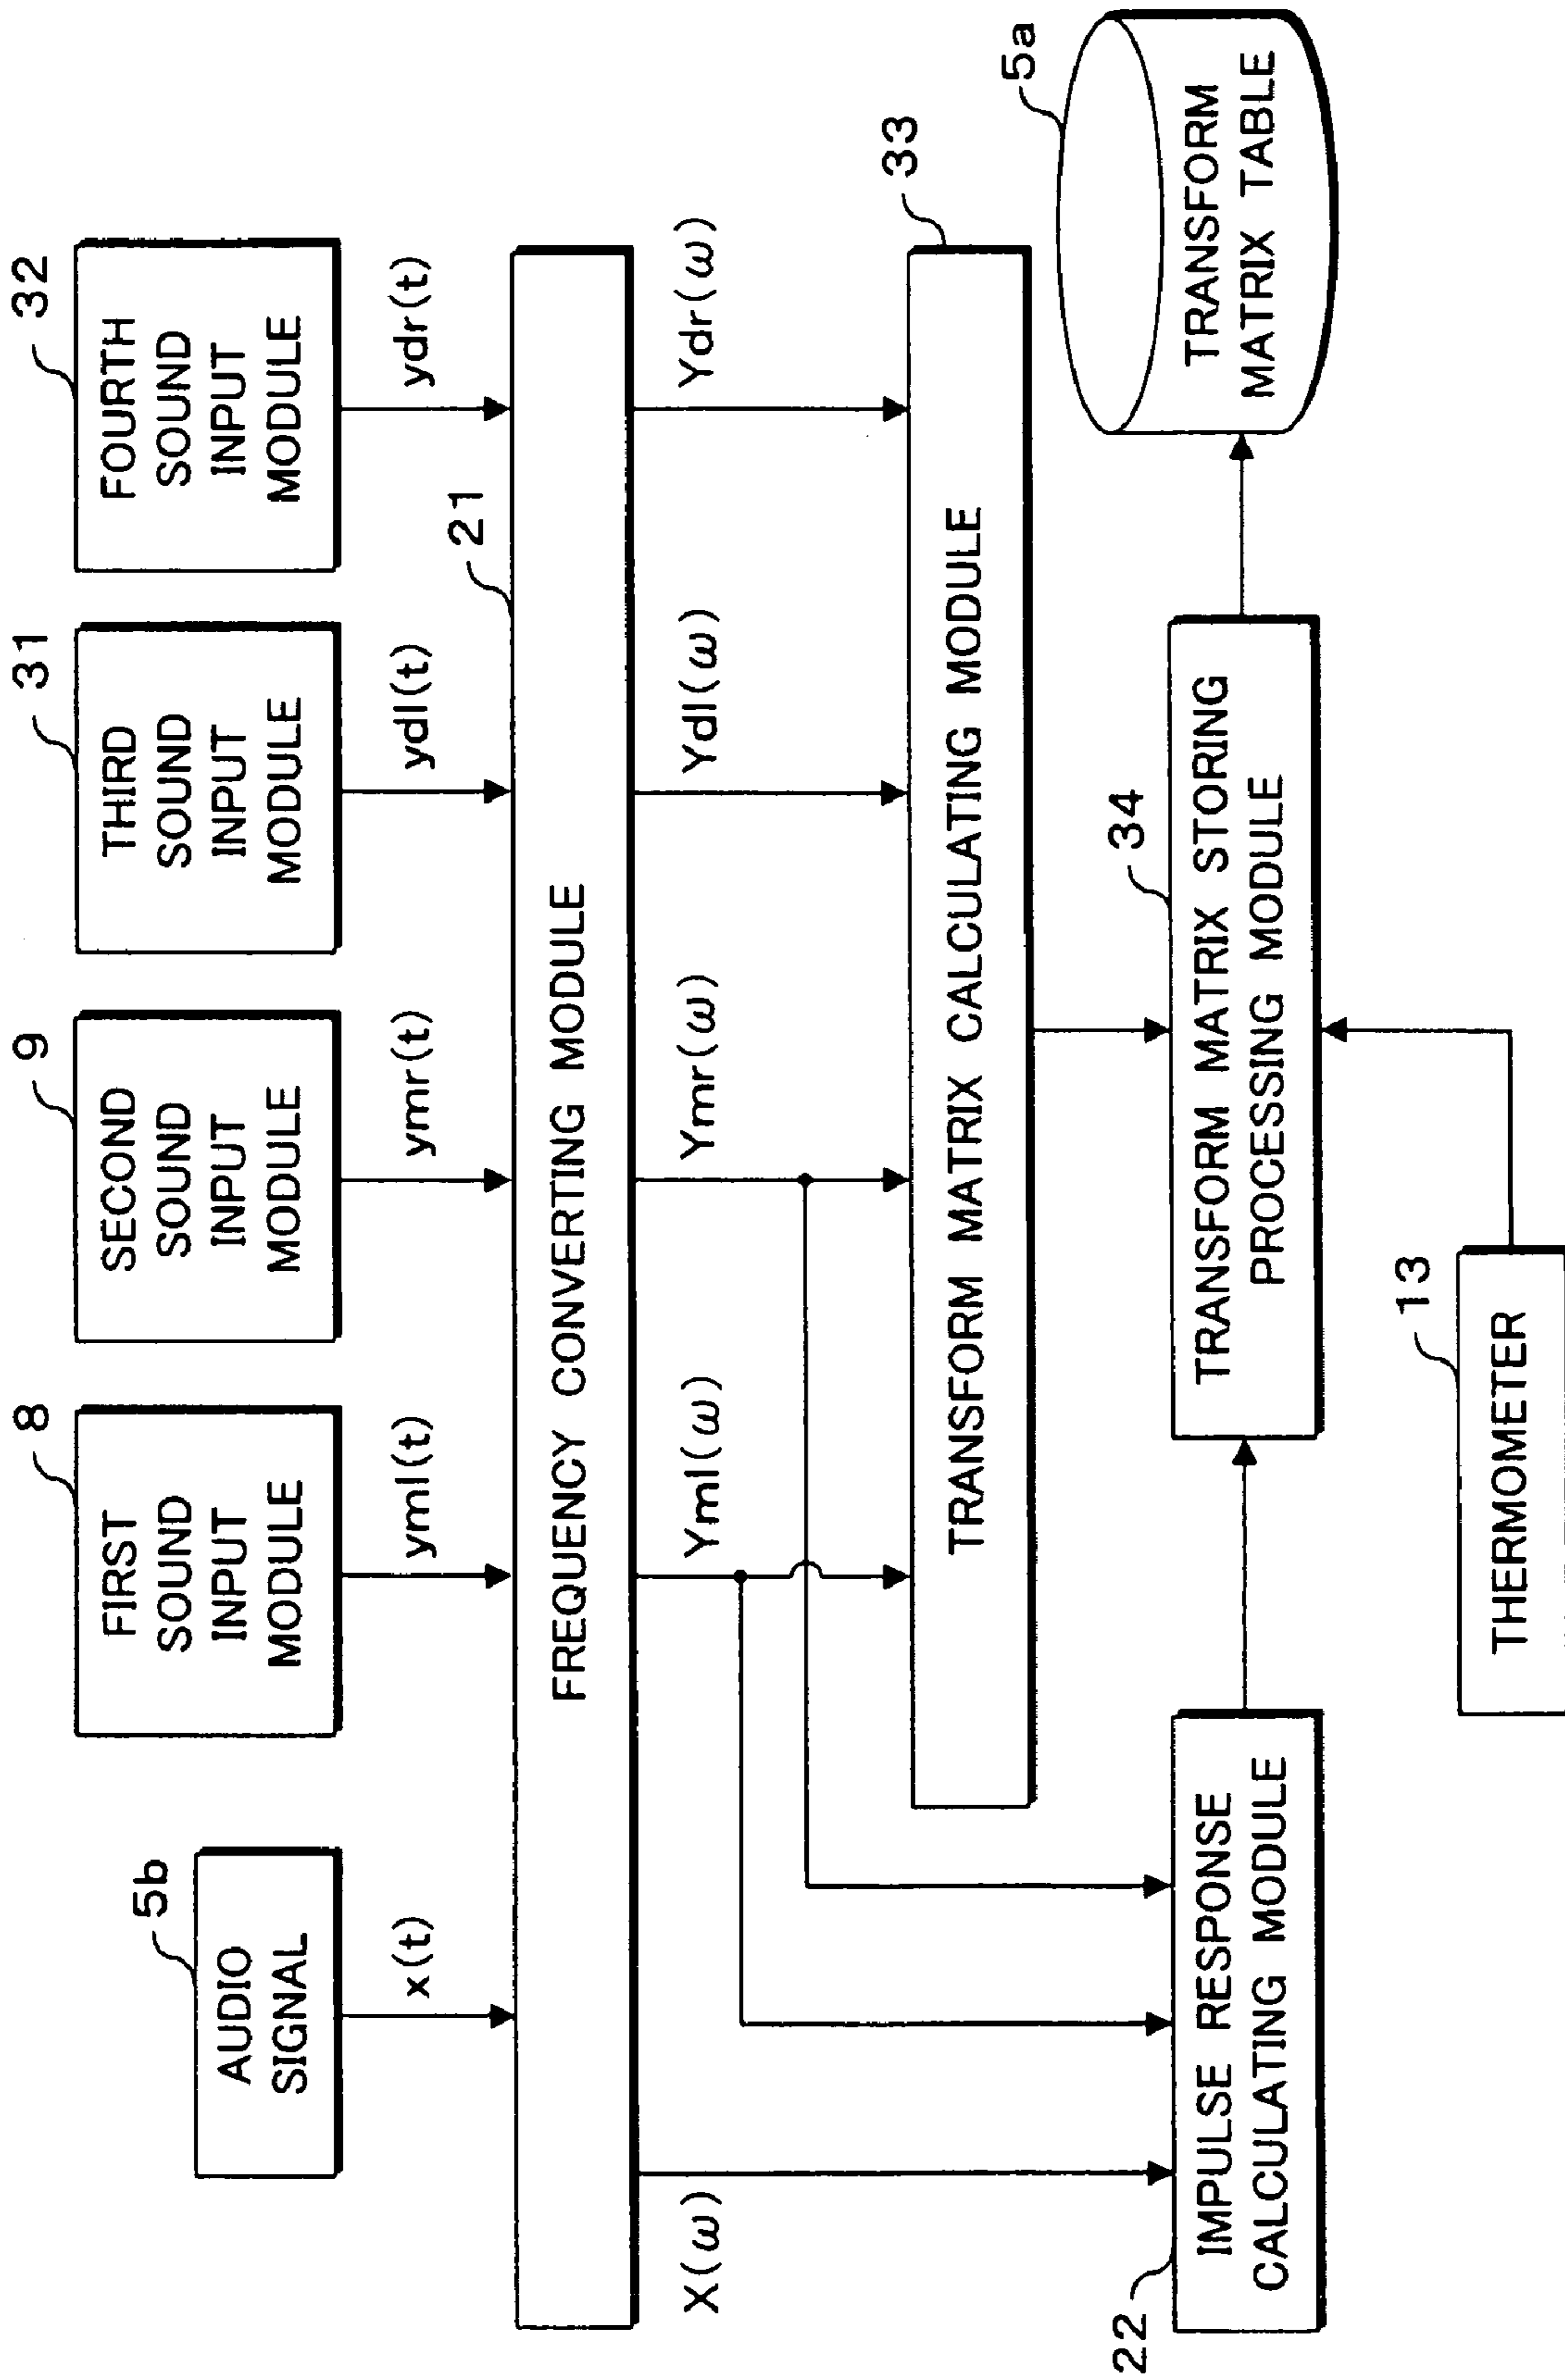 5b
AUDIO
SIGNAL
x(t)
8
FIRST
SOUND
INPUT
MODULE
yml(t)
9
SECOND
SOUND
INPUT
MODULE
ymr(t)
31
THIRD
SOUND
INPUT
MODULE
ydl(t)
32
FOURTH
SOUND
INPUT
MODULE
ydr(t)
21
FREQUENCY CONVERTING MODULE
X(ω)
Yml(ω)
Ymr(ω)
Ydl(ω)
Ydr(ω)
33
TRANSFORM MATRIX CALCULATING MODULE
22
IMPULSE RESPONSE
CALCULATING MODULE
34
TRANSFORM MATRIX STORING
PROCESSING MODULE
5a
TRANSFORM
MATRIX TABLE
13
THERMOMETER